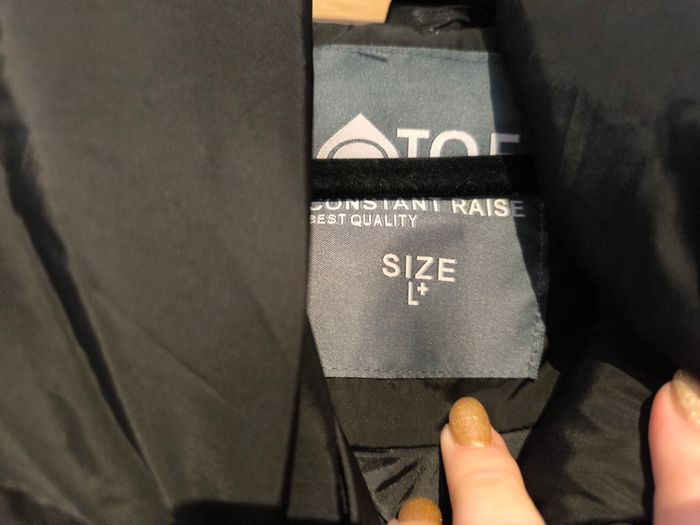 CONSTANT RAISE
BEST QUALITY
SIZE
L+